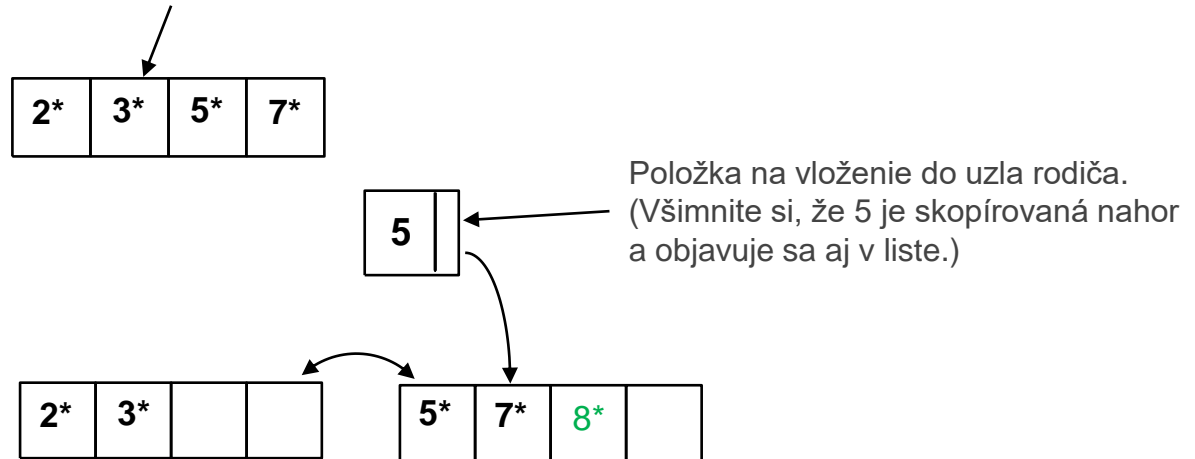 2* 3* 5* 7*
Položka na vloženie do uzla rodiča.
(Všimnite si, že 5 je skopírovaná nahor
a objavuje sa aj v liste.)
5
2* 3*
5* 7* 8*